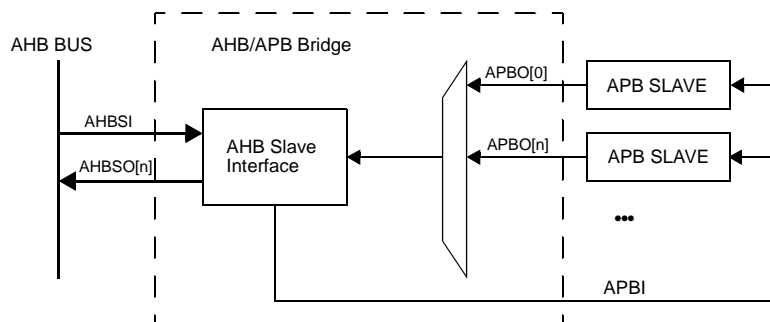 AHB BUS
AHB/APB Bridge
APBO[0]
APB SLAVE
AHBSI
AHB Slave
Interface
APBO[n]
APB SLAVE
AHBSO[n]
•••
APBI